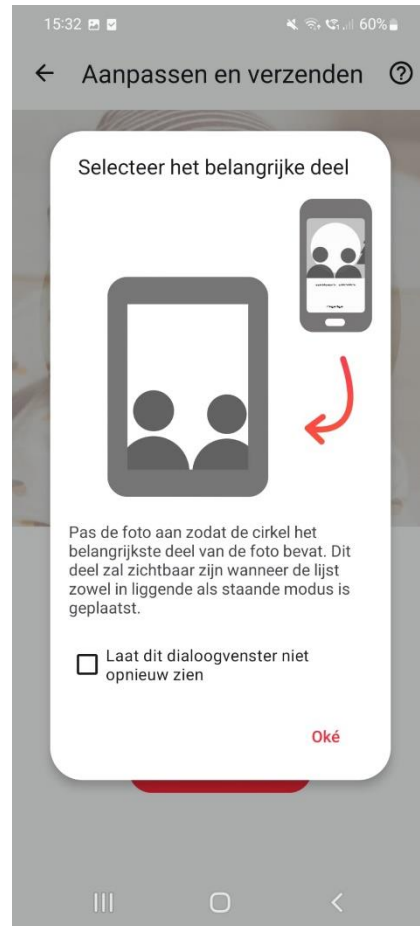 15:32
60%
Aanpassen en verzenden
Selecteer het belangrijke deel
Pas de foto aan zodat de cirkel het
belangrijkste deel van de foto bevat. Dit
deel zal zichtbaar zijn wanneer de lijst
zowel in liggende als staande modus is
geplaatst.
Laat dit dialoogvenster niet
opnieuw zien
Oké